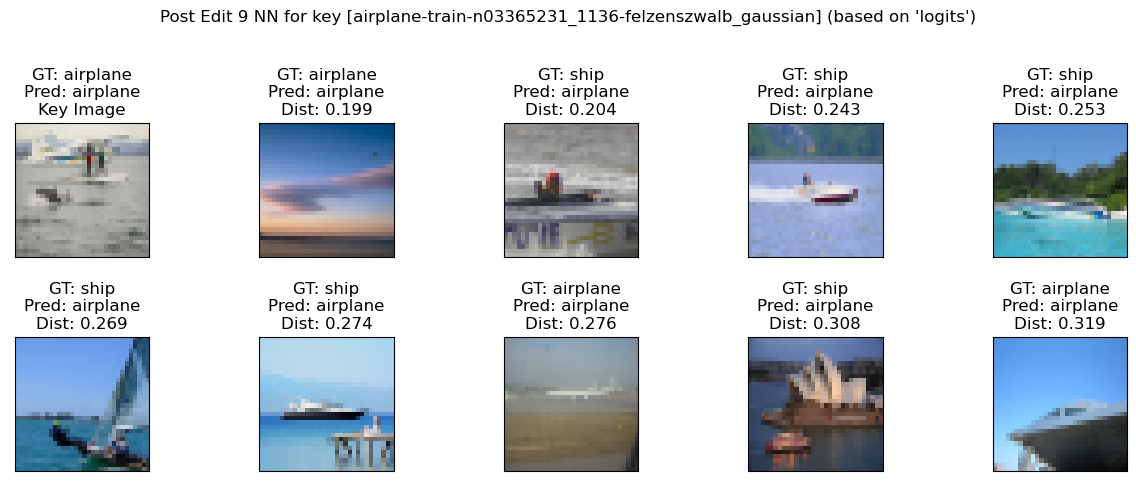 Post Edit 9 NN for key [airplane-train-n03365231_1136-felzenszwalb_gaussian] (based on 'logits')
GT: airplane
Pred: airplane
Key Image
GT: airplane
Pred: airplane
Dist: 0.199
GT: ship
Pred: airplane
Dist: 0.204
GT: ship
Pred: airplane
Dist: 0.243
GT: ship
Pred: airplane
Dist: 0.253
GT: ship
Pred: airplane
Dist: 0.269
GT: ship
Pred: airplane
Dist: 0.274
GT: airplane
Pred: airplane
Dist: 0.276
GT: ship
Pred: airplane
Dist: 0.308
GT: airplane
Pred: airplane
Dist: 0.319